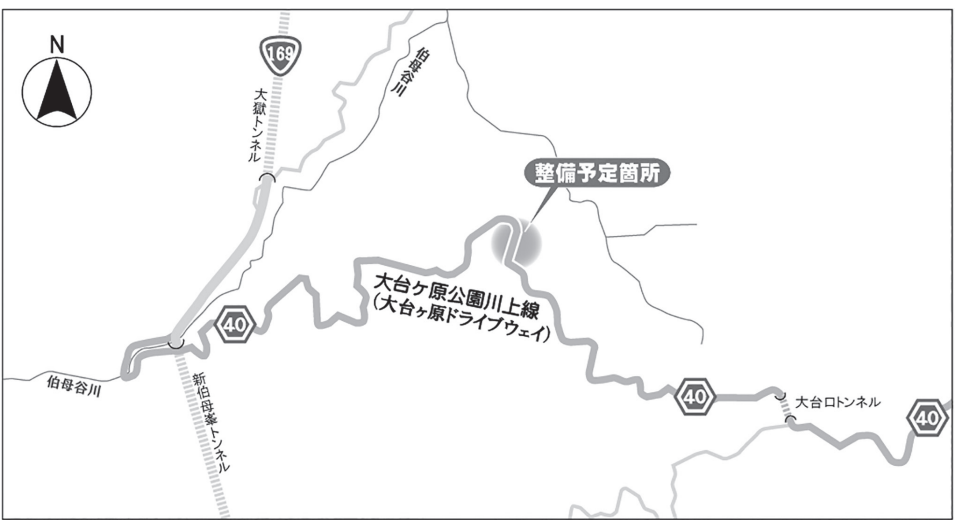 N
169
伯母谷川
大獄トンネル
整備予定箇所
大台ヶ原公園川上線
(大台ヶ原ドライブウェイ)
40
伯母谷川
新伯母峯トンネル
40
大台口トンネル
40